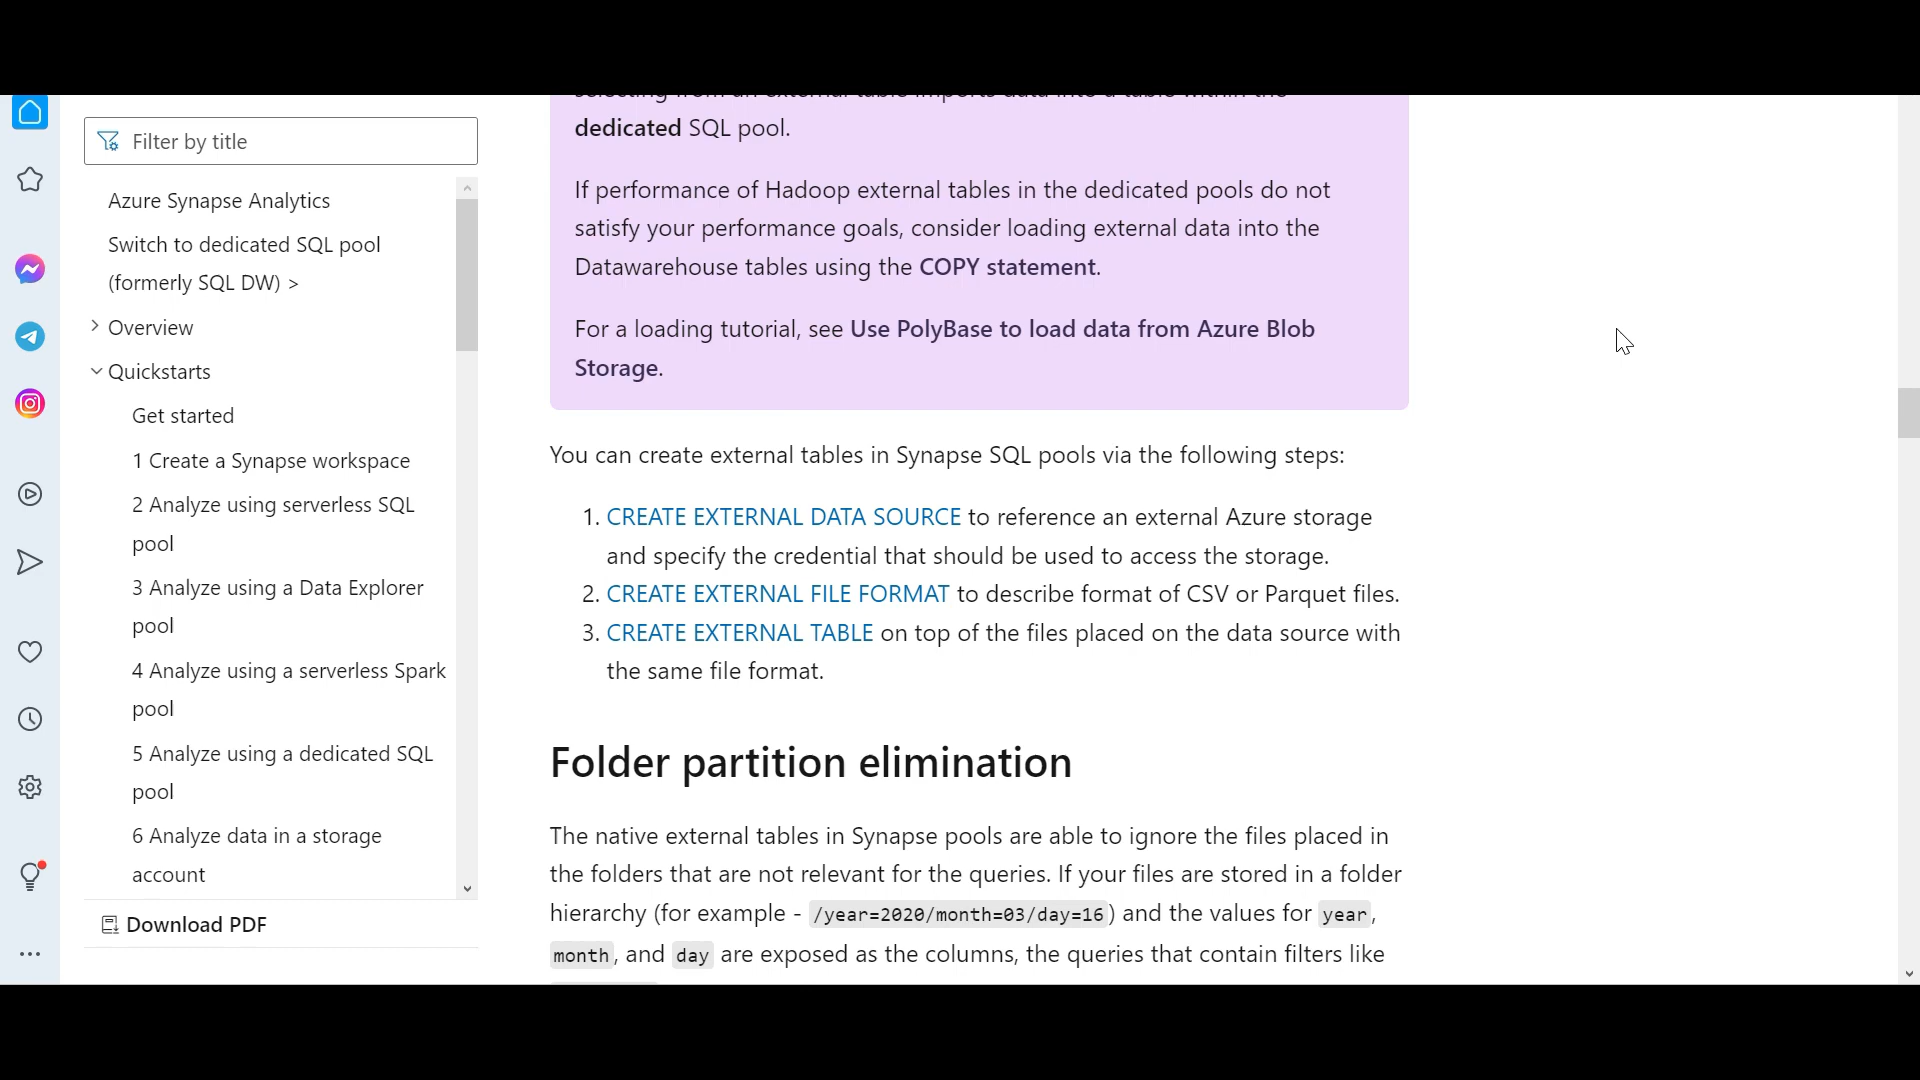 Filter by title
Azure Synapse Analytics
Switch to dedicated SQL pool
(formerly SQL DW) >
Overview
Quickstarts
Get started
1 Create a Synapse workspace
2 Analyze using serverless SQL
pool
3 Analyze using a Data Explorer
pool
4 Analyze using a serverless Spark
pool
5 Analyze using a dedicated SQL
pool
6 Analyze data in a storage
account
Download PDF
selecting from an external table imports data into a table within the
dedicated SQL pool.
If performance of Hadoop external tables in the dedicated pools do not
satisfy your performance goals, consider loading external data into the
Datawarehouse tables using the COPY statement.
For a loading tutorial, see Use PolyBase to load data from Azure Blob
Storage.
You can create external tables in Synapse SQL pools via the following steps:
1. CREATE EXTERNAL DATA SOURCE to reference an external Azure storage
and specify the credential that should be used to access the storage.
2. CREATE EXTERNAL FILE FORMAT to describe format of CSV or Parquet files.
3. CREATE EXTERNAL TABLE on top of the files placed on the data source with
the same file format.
Folder partition elimination
The native external tables in Synapse pools are able to ignore the files placed in
the folders that are not relevant for the queries. If your files are stored in a folder
hierarchy (for example - /year=2020/month=03/day=16) and the values for year,
month, and day are exposed as the columns, the queries that contain filters like